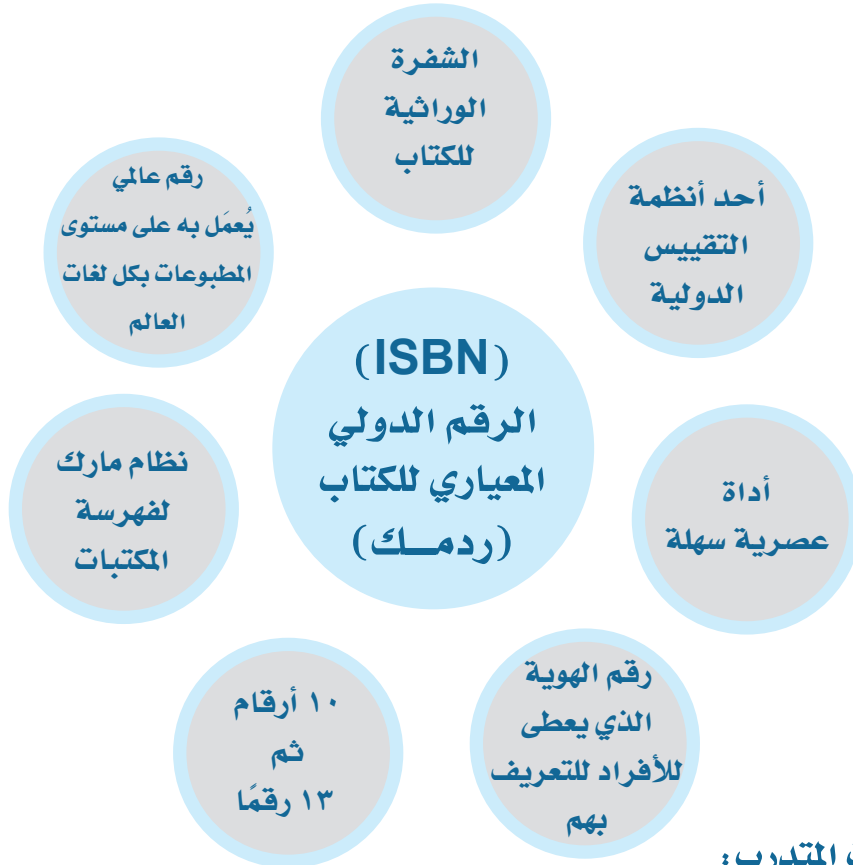 الشفرة
الوراثية
للكتاب
أحد أنظمة
التقييس
الدولية
رقم عالمي
يُعمَل به على مستوى
المطبوعات بكل لغات
العالم
(ISBN)
الرقم الدولي
المعياري للكتاب
(ردمــك)
أداة
عصرية سهلة
نظام مارك
لفهرسة
المكتبات
رقم الهوية
الذي يعطى
للأفراد للتعريف
بهم
١٠ أرقام
ثم
١٣ رقمًا
المتدرب: